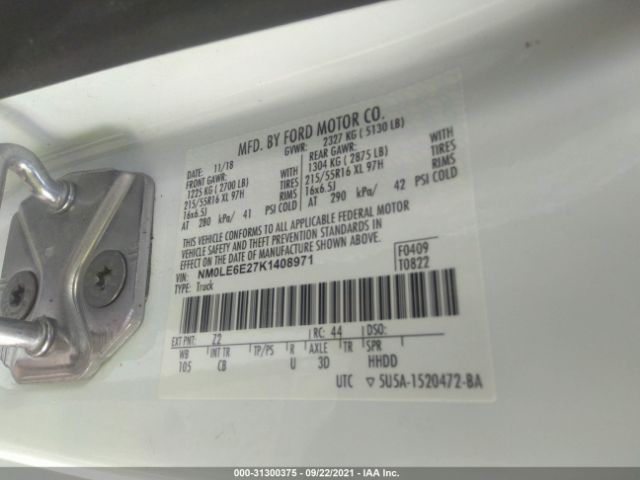 MFD. BY FORD MOTOR CO.
DATE: 11/18 GVWR: 2327 KG ( 5130 LB)
FRONT GAWR: REAR GAWR:
1225 KG ( 2700 LB) WITH 1304 KG ( 2875 LB) WITH
215/55R16 XL 97H TIRES 215/55R16 XL 97H TIRES
16x6.5J RIMS 16x6.5J RIMS
AT 280 kPa/ 41 PSI COLD AT 290 kPa/ 42 PSI COLD
THIS VEHICLE CONFORMS TO ALL APPLICABLE FEDERAL MOTOR
VEHICLE SAFETY AND THEFT PREVENTION STANDARDS IN
EFFECT ON THE DATE OF MANUFACTURE SHOWN ABOVE.
VIN: NM0LE6E27K1408971 F0409
TYPE: Truck T0822
EXT PNT: Z2 RC: 44 DSO:
WB INT TR TP/PS R AXLE TR SPR
105 CB U 3D HHDD
UTC ▽ 5U5A-1520472-BA
000-31300375 - 09/22/2021 - IAA Inc.